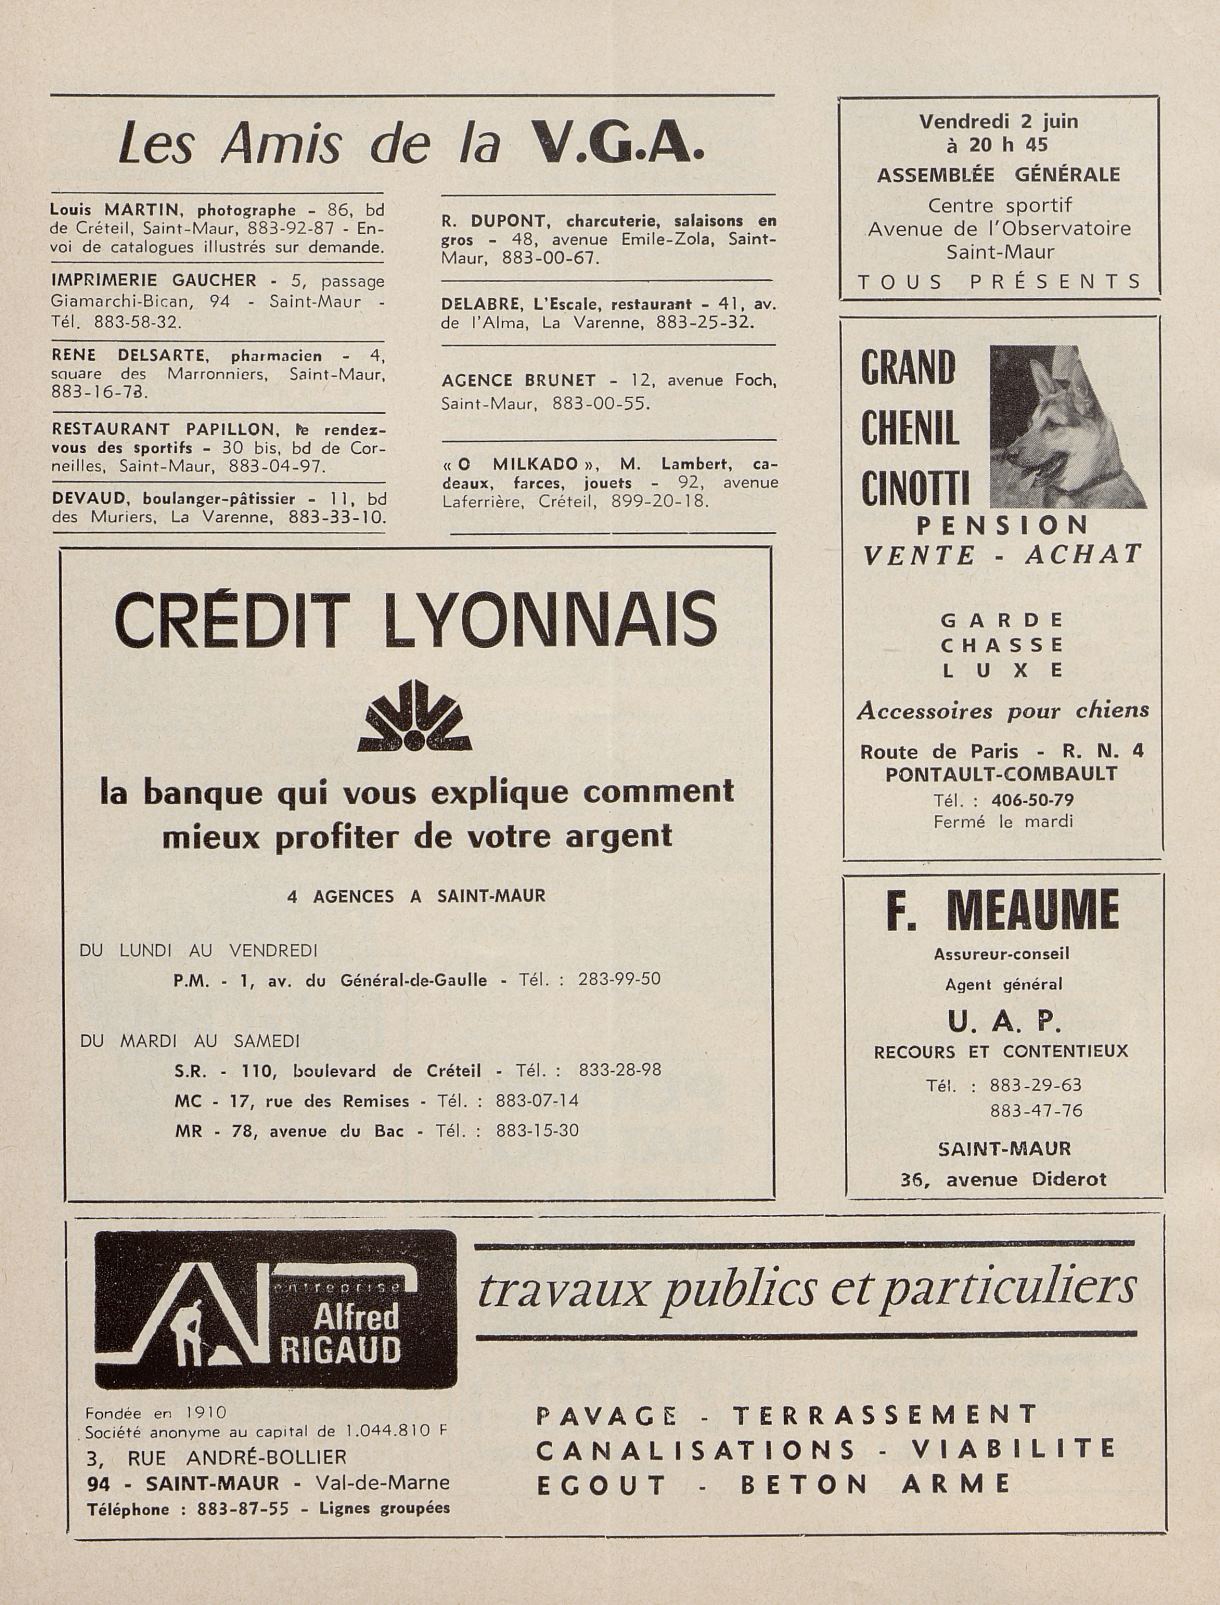 Les Amis de la V.G.A.
Louis MARTIN, photographe - 86, bd
de Créteil, Saint-Maur, 883-92-87 - En-
voi de catalogues illustrés sur demande.
IMPRIMERIE GAUCHER - 5, passage
Giamarchi-Bican, 94 - Saint-Maur -
Tél. 883-58-32.
RENE DELSARTE, pharmacien - 4,
square des Marronniers, Saint-Maur,
883-16-73.
RESTAURANT PAPILLON, le rendez-
vous des sportifs - 30 bis, bd de Cor-
neilles, Saint-Maur, 883-04-97.
DEVAUD, boulanger-pâtissier - 11, bd
des Muriers, La Varenne, 883-33-10.
R. DUPONT, charcuterie, salaisons en
gros - 48, avenue Emile-Zola, Saint-
Maur, 883-00-67.
DELABRE, L'Escale, restaurant - 41, av.
de l'Alma, La Varenne, 883-25-32.
AGENCE BRUNET - 12, avenue Foch,
Saint-Maur, 883-00-55.
« O MILKADO », M. Lambert, ca-
deaux, farces, jouets - 92, avenue
Laferrière, Créteil, 899-20-18.
Vendredi 2 juin
à 20 h 45
ASSEMBLÉE GÉNÉRALE
Centre sportif
Avenue de l'Observatoire
Saint-Maur
TOUS PRÉSENTS
GRAND
CHENIL
CINOTTI
PENSION
VENTE - ACHAT
GARDE
CHASSE
LUXE
Accessoires pour chiens
Route de Paris - R. N. 4
PONTAULT-COMBAULT
Tél. : 406-50-79
Fermé le mardi
CRÉDIT LYONNAIS
la banque qui vous explique comment
mieux profiter de votre argent
4 AGENCES A SAINT-MAUR
DU LUNDI AU VENDREDI
P.M. - 1, av. du Général-de-Gaulle - Tél. : 283-99-50
DU MARDI AU SAMEDI
S.R. - 110, boulevard de Créteil - Tél. : 833-28-98
MC - 17, rue des Remises - Tél. : 883-07-14
MR - 78, avenue du Bac - Tél. : 883-15-30
F. MEAUME
Assureur-conseil
Agent général
U. A. P.
RECOURS ET CONTENTIEUX
Tél. : 883-29-63
883-47-76
SAINT-MAUR
36, avenue Diderot
entreprise
Alfred
RIGAUD
Fondée en 1910
Société anonyme au capital de 1.044.810 F
3, RUE ANDRÉ-BOLLIER
94 - SAINT-MAUR - Val-de-Marne
Téléphone : 883-87-55 - Lignes groupées
travaux publics et particuliers
PAVAGE - TERRASSEMENT
CANALISATIONS - VIABILITE
EGOUT - BETON ARME